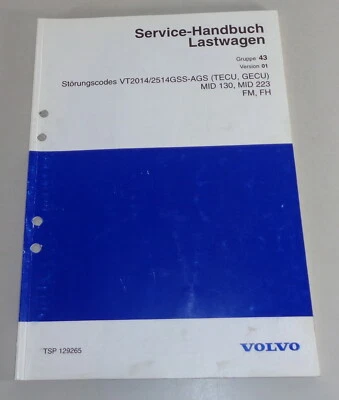 Service-Handbuch
Lastwagen
Gruppe 43
Version 01
Störungscodes VT2014/2514GSS-AGS (TECU, GECU)
MID 130, MID 223
FM, FH
TSP 129265
VOLVO